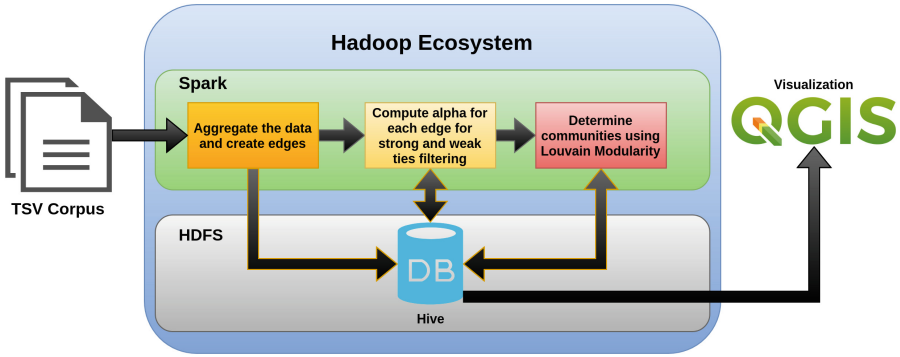 Hadoop Ecosystem
Spark
Aggregate the data
and create edges
Compute alpha for
each edge for
strong and weak
ties filtering
Determine
communities using
Louvain Modularity
TSV Corpus
HDFS
DB
Hive
Visualization
QGIS